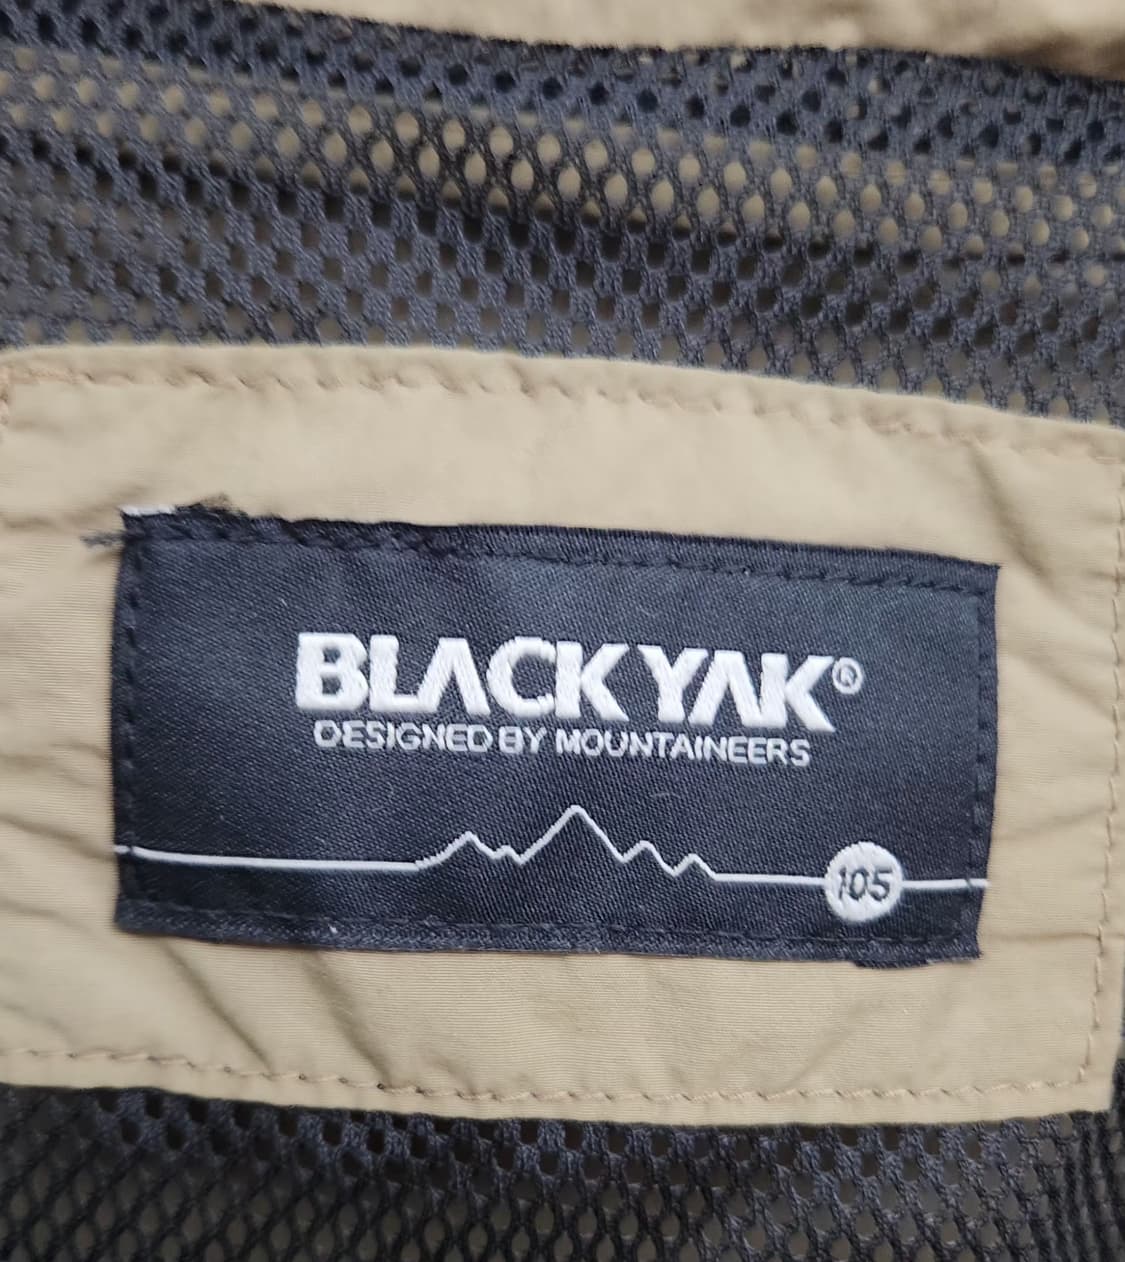 BLACKYAK®
DESIGNED BY MOUNTAINEERS
105